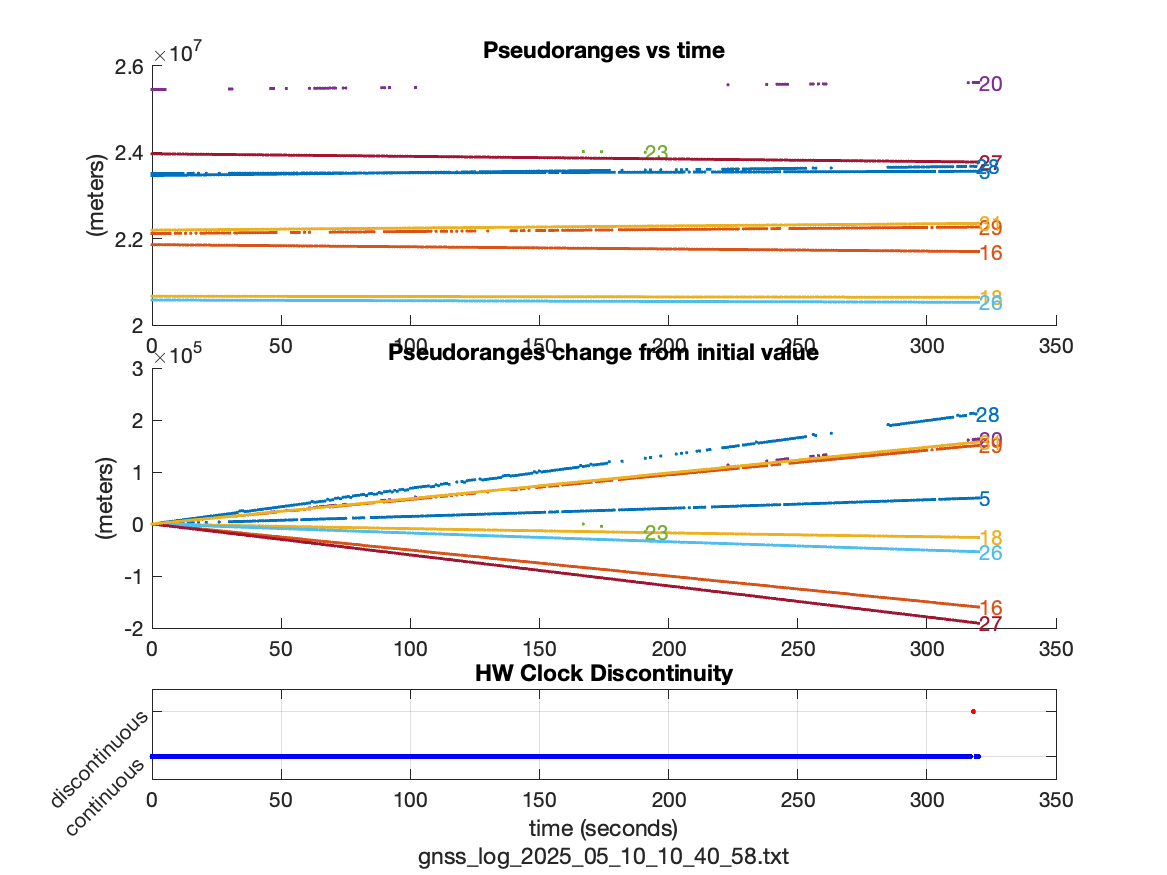 Pseudoranges vs time
×10^7
2.6
2.4
2.2
2
(meters)
20
23
27
28
5
21
29
16
18
26
0 50 100 150 200 250 300 350
Pseudoranges change from initial value
×10^5
3
2
1
0
-1
-2
(meters)
28
20
21
29
5
23
18
26
16
27
0 50 100 150 200 250 300 350
HW Clock Discontinuity
discontinuous
continuous
0 50 100 150 200 250 300 350
time (seconds)
gnss_log_2025_05_10_10_40_58.txt